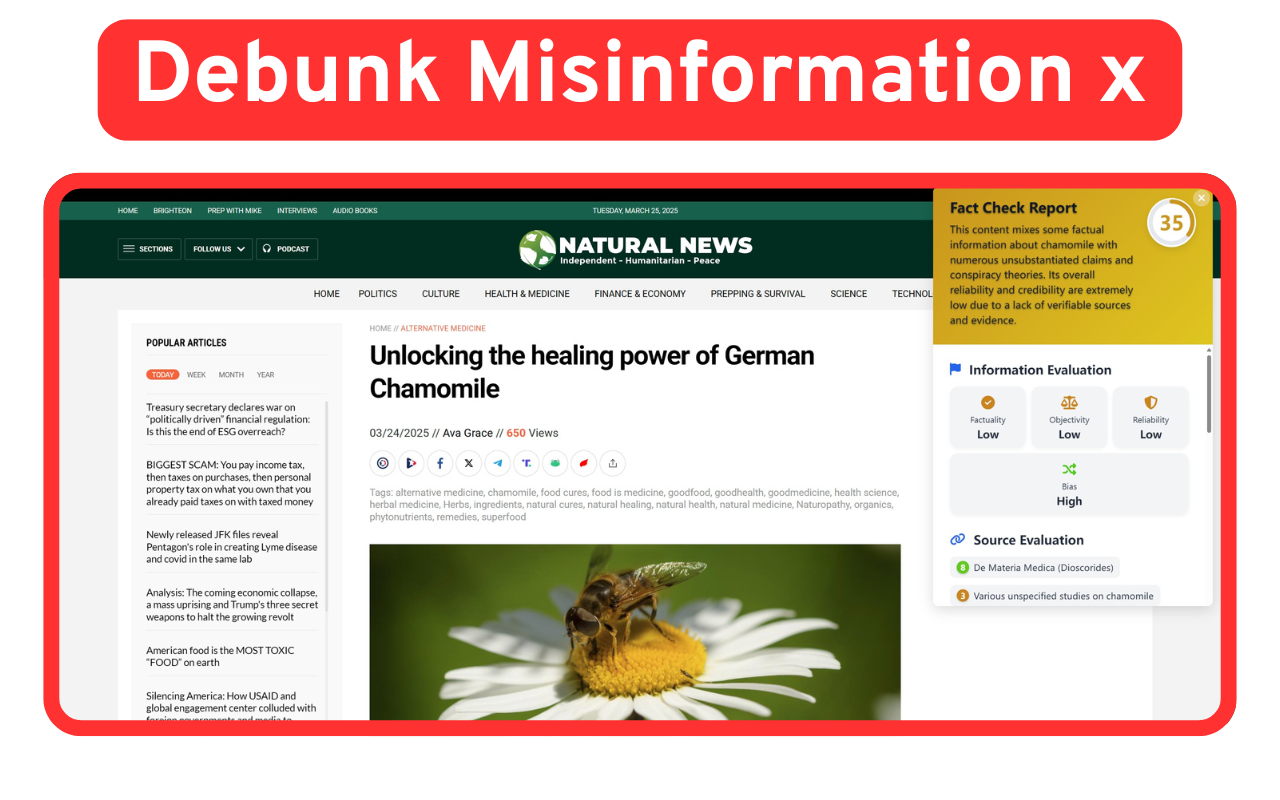 Debunk Misinformation x
HOME BRIGHTEON PREP WITH MIKE INTERVIEWS AUDIO BOOKS
TUESDAY, MARCH 25, 2025
SECTIONS FOLLOW US PODCAST
NATURAL NEWS
Independent - Humanitarian - Peace
HOME POLITICS CULTURE HEALTH & MEDICINE FINANCE & ECONOMY PREPPING & SURVIVAL SCIENCE TECHNOL
POPULAR ARTICLES
TODAY WEEK MONTH YEAR
Treasury secretary declares war on
"politically driven" financial regulation:
Is this the end of ESG overreach?
BIGGEST SCAM: You pay income tax,
then taxes on purchases, then personal
property tax on what you own that you
already paid taxes on with taxed money
Newly released JFK files reveal
Pentagon's role in creating Lyme disease
and covid in the same lab
Analysis: The coming economic collapse,
a mass uprising and Trump's three secret
weapons to halt the growing revolt
American food is the MOST TOXIC
"FOOD" on earth
Silencing America: How USAID and
global engagement center colluded with
foreign governments and media to
HOME // ALTERNATIVE MEDICINE
Unlocking the healing power of German
Chamomile
03/24/2025 // Ava Grace // 650 Views
Tags: alternative medicine, chamomile, food cures, food is medicine, goodfood, goodhealth, goodmedicine, health science,
herbal medicine, Herbs, ingredients, natural cures, natural healing, natural health, natural medicine, Naturopathy, organics,
phytonutrients, remedies, superfood
Fact Check Report
35
This content mixes some factual
information about chamomile with
numerous unsubstantiated claims and
conspiracy theories. Its overall
reliability and credibility are extremely
low due to a lack of verifiable sources
and evidence.
Information Evaluation
Factuality
Low
Objectivity
Low
Reliability
Low
Bias
High
Source Evaluation
8 De Materia Medica (Dioscorides)
3 Various unspecified studies on chamomile